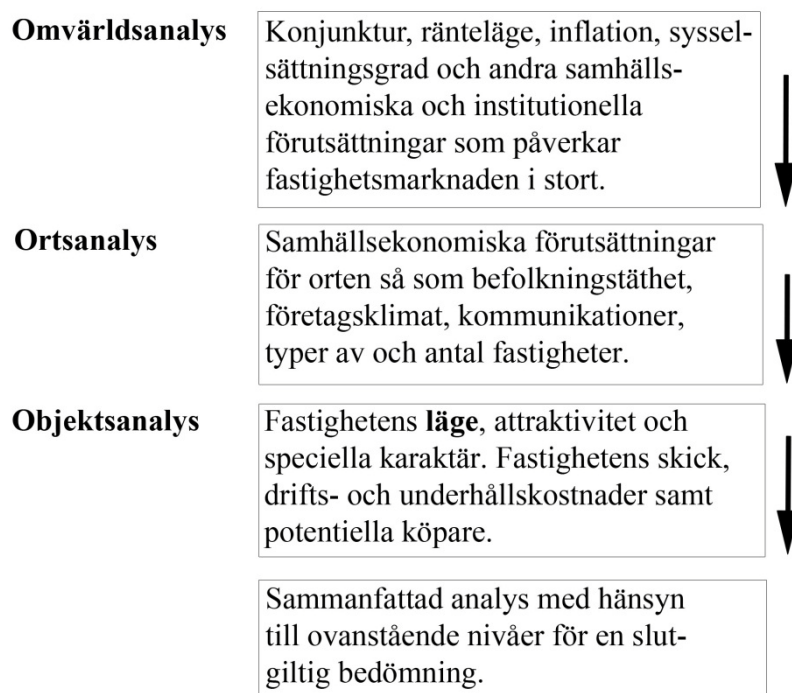 Omvärldsanalys
Konjunktur, ränteläge, inflation, syssel-
sättningsgrad och andra samhälls-
ekonomiska och institutionella
förutsättningar som påverkar
fastighetsmarknaden i stort.
Ortsanalys
Samhällsekonomiska förutsättningar
för orten så som befolkningstäthet,
företagsklimat, kommunikationer,
typer av och antal fastigheter.
Objektsanalys
Fastighetens läge, attraktivitet och
speciella karaktär. Fastighetens skick,
drifts- och underhållskostnader samt
potentiella köpare.
Sammanfattad analys med hänsyn
till ovanstående nivåer för en slut-
giltig bedömning.